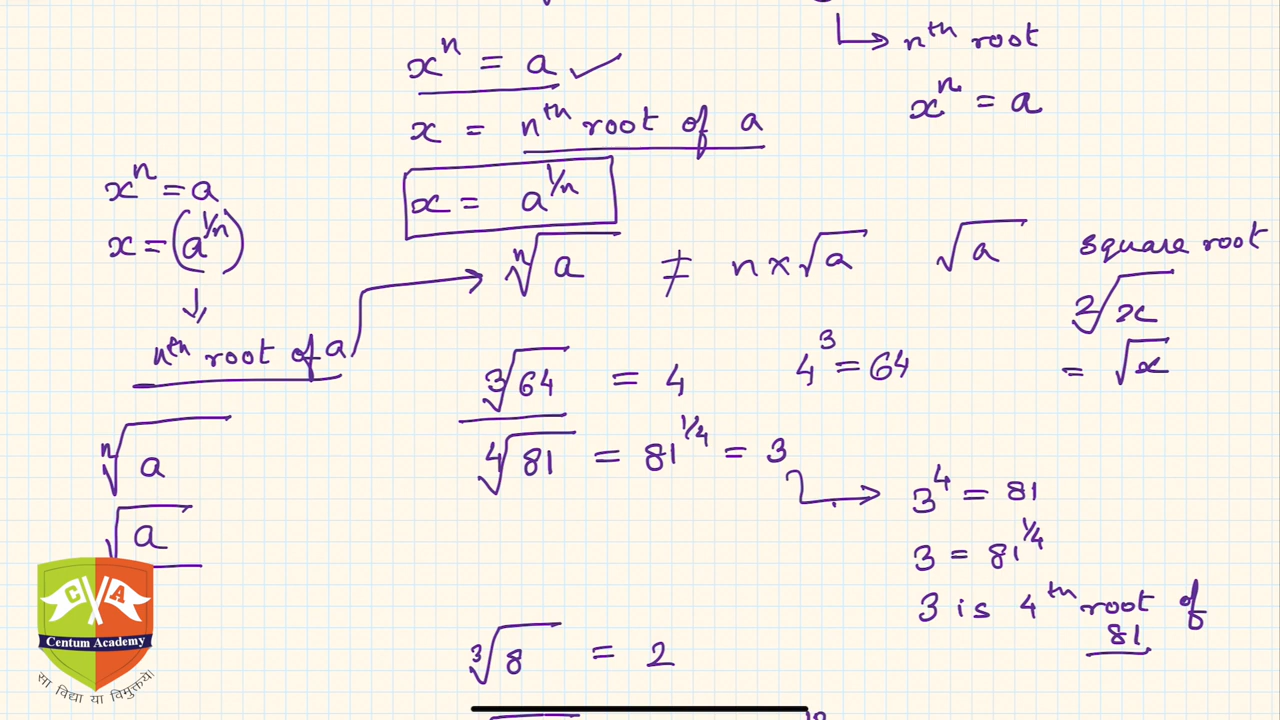 nth root
xⁿ = a ✓
xⁿ = a
x = nth root of a
x = a^(1/n)
xⁿ = a
x = (a^(1/n))
↓
nth root of a →
ⁿ√a ≠ n × √a
√a
square root
²√x
= √x
ⁿ√a
√a
³√64 = 4
4³ = 64
⁴√81 = 81^(1/4) = 3 →
3⁴ = 81
3 = 81^(1/4)
3 is 4th root of
81
³√8 = 2
C A
Centum Academy
सा विद्या या विमुक्तये